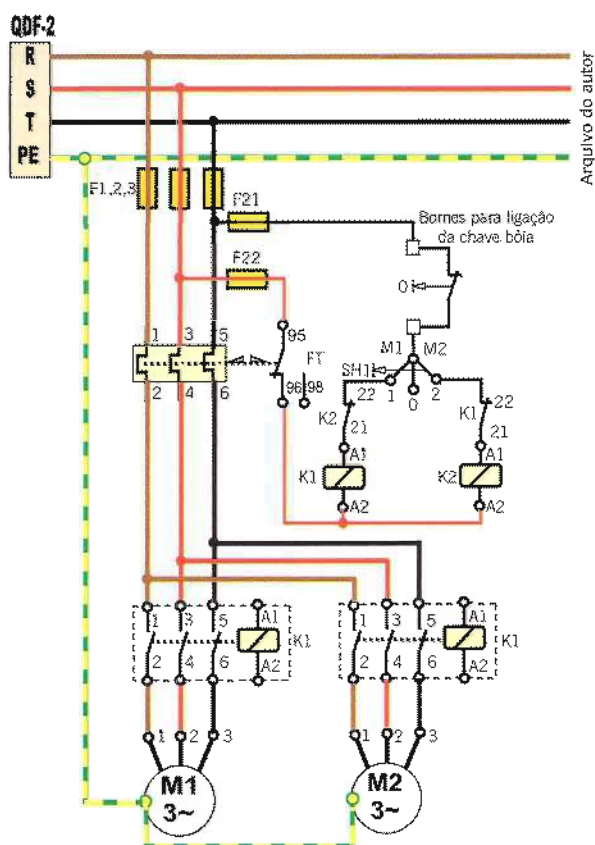 QDF-2
R
S
T
PE
Arquivo do autor
F1,2,3
F21
Bornes para ligação
da chave bóia
F22
0
1 3 5
95
FT
96 98
2 4 6
M1 M2
SH1
1 0 2
22
K2
21
22
K1
21
A1
K1
A2
A1
K2
A2
1 3 5 A1
K1
2 4 6 A2
1 3 5 A1
K1
2 4 6 A2
1 2 3
1 2 3
M1
3~
M2
3~